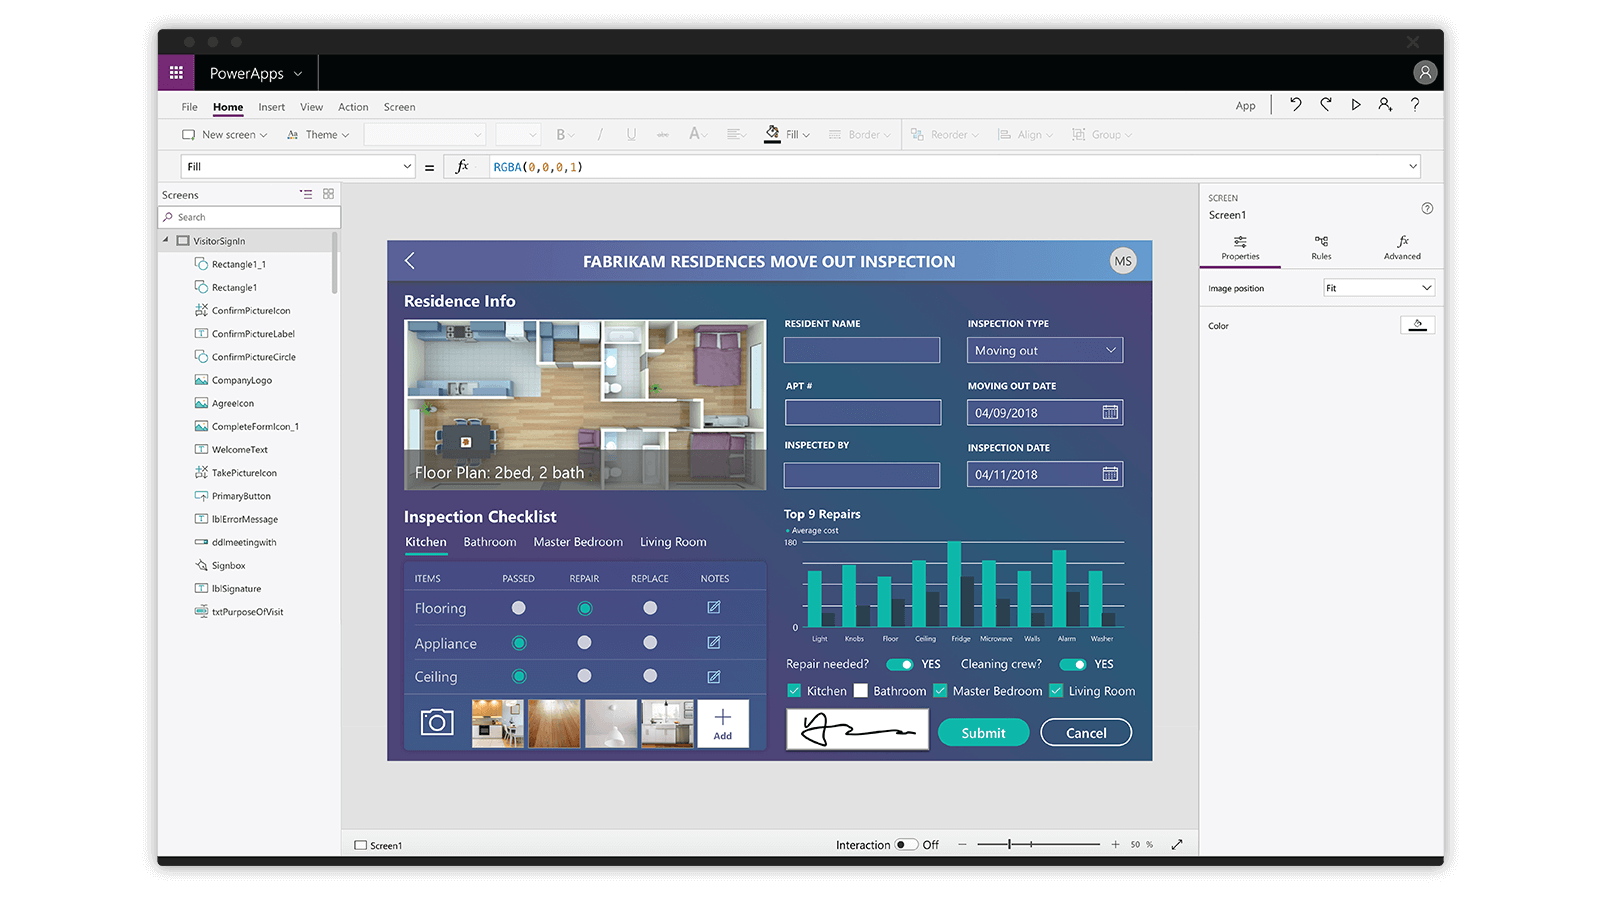 PowerApps
File Home Insert View Action Screen App ?
New screen Theme B / U abc A Fill Border Reorder Align Group
Fill = fx RGBA(0,0,0,1)
Screens
Search
VisitorSignIn
Rectangle1_1
Rectangle1
ConfirmPictureIcon
ConfirmPictureLabel
ConfirmPictureCircle
CompanyLogo
AgreeIcon
CompleteFormIcon_1
WelcomeText
TakePictureIcon
PrimaryButton
lblErrorMessage
ddlmeetingwith
Signbox
lblSignature
txtPurposeOfVisit
FABRIKAM RESIDENCES MOVE OUT INSPECTION MS
Residence Info
Floor Plan: 2bed, 2 bath
RESIDENT NAME INSPECTION TYPE
Moving out
APT # MOVING OUT DATE
04/09/2018
INSPECTED BY INSPECTION DATE
04/11/2018
Inspection Checklist
Kitchen Bathroom Master Bedroom Living Room
ITEMS PASSED REPAIR REPLACE NOTES
Flooring
Appliance
Ceiling
Add
Top 9 Repairs
Average cost
180
0
Light Knobs Floor Ceiling Fridge Microwave Walls Alarm Washer
Repair needed? YES Cleaning crew? YES
Kitchen Bathroom Master Bedroom Living Room
Submit Cancel
SCREEN
Screen1
?
Properties Rules fx Advanced
Image position Fit
Color
Screen1 Interaction Off − + 50 %